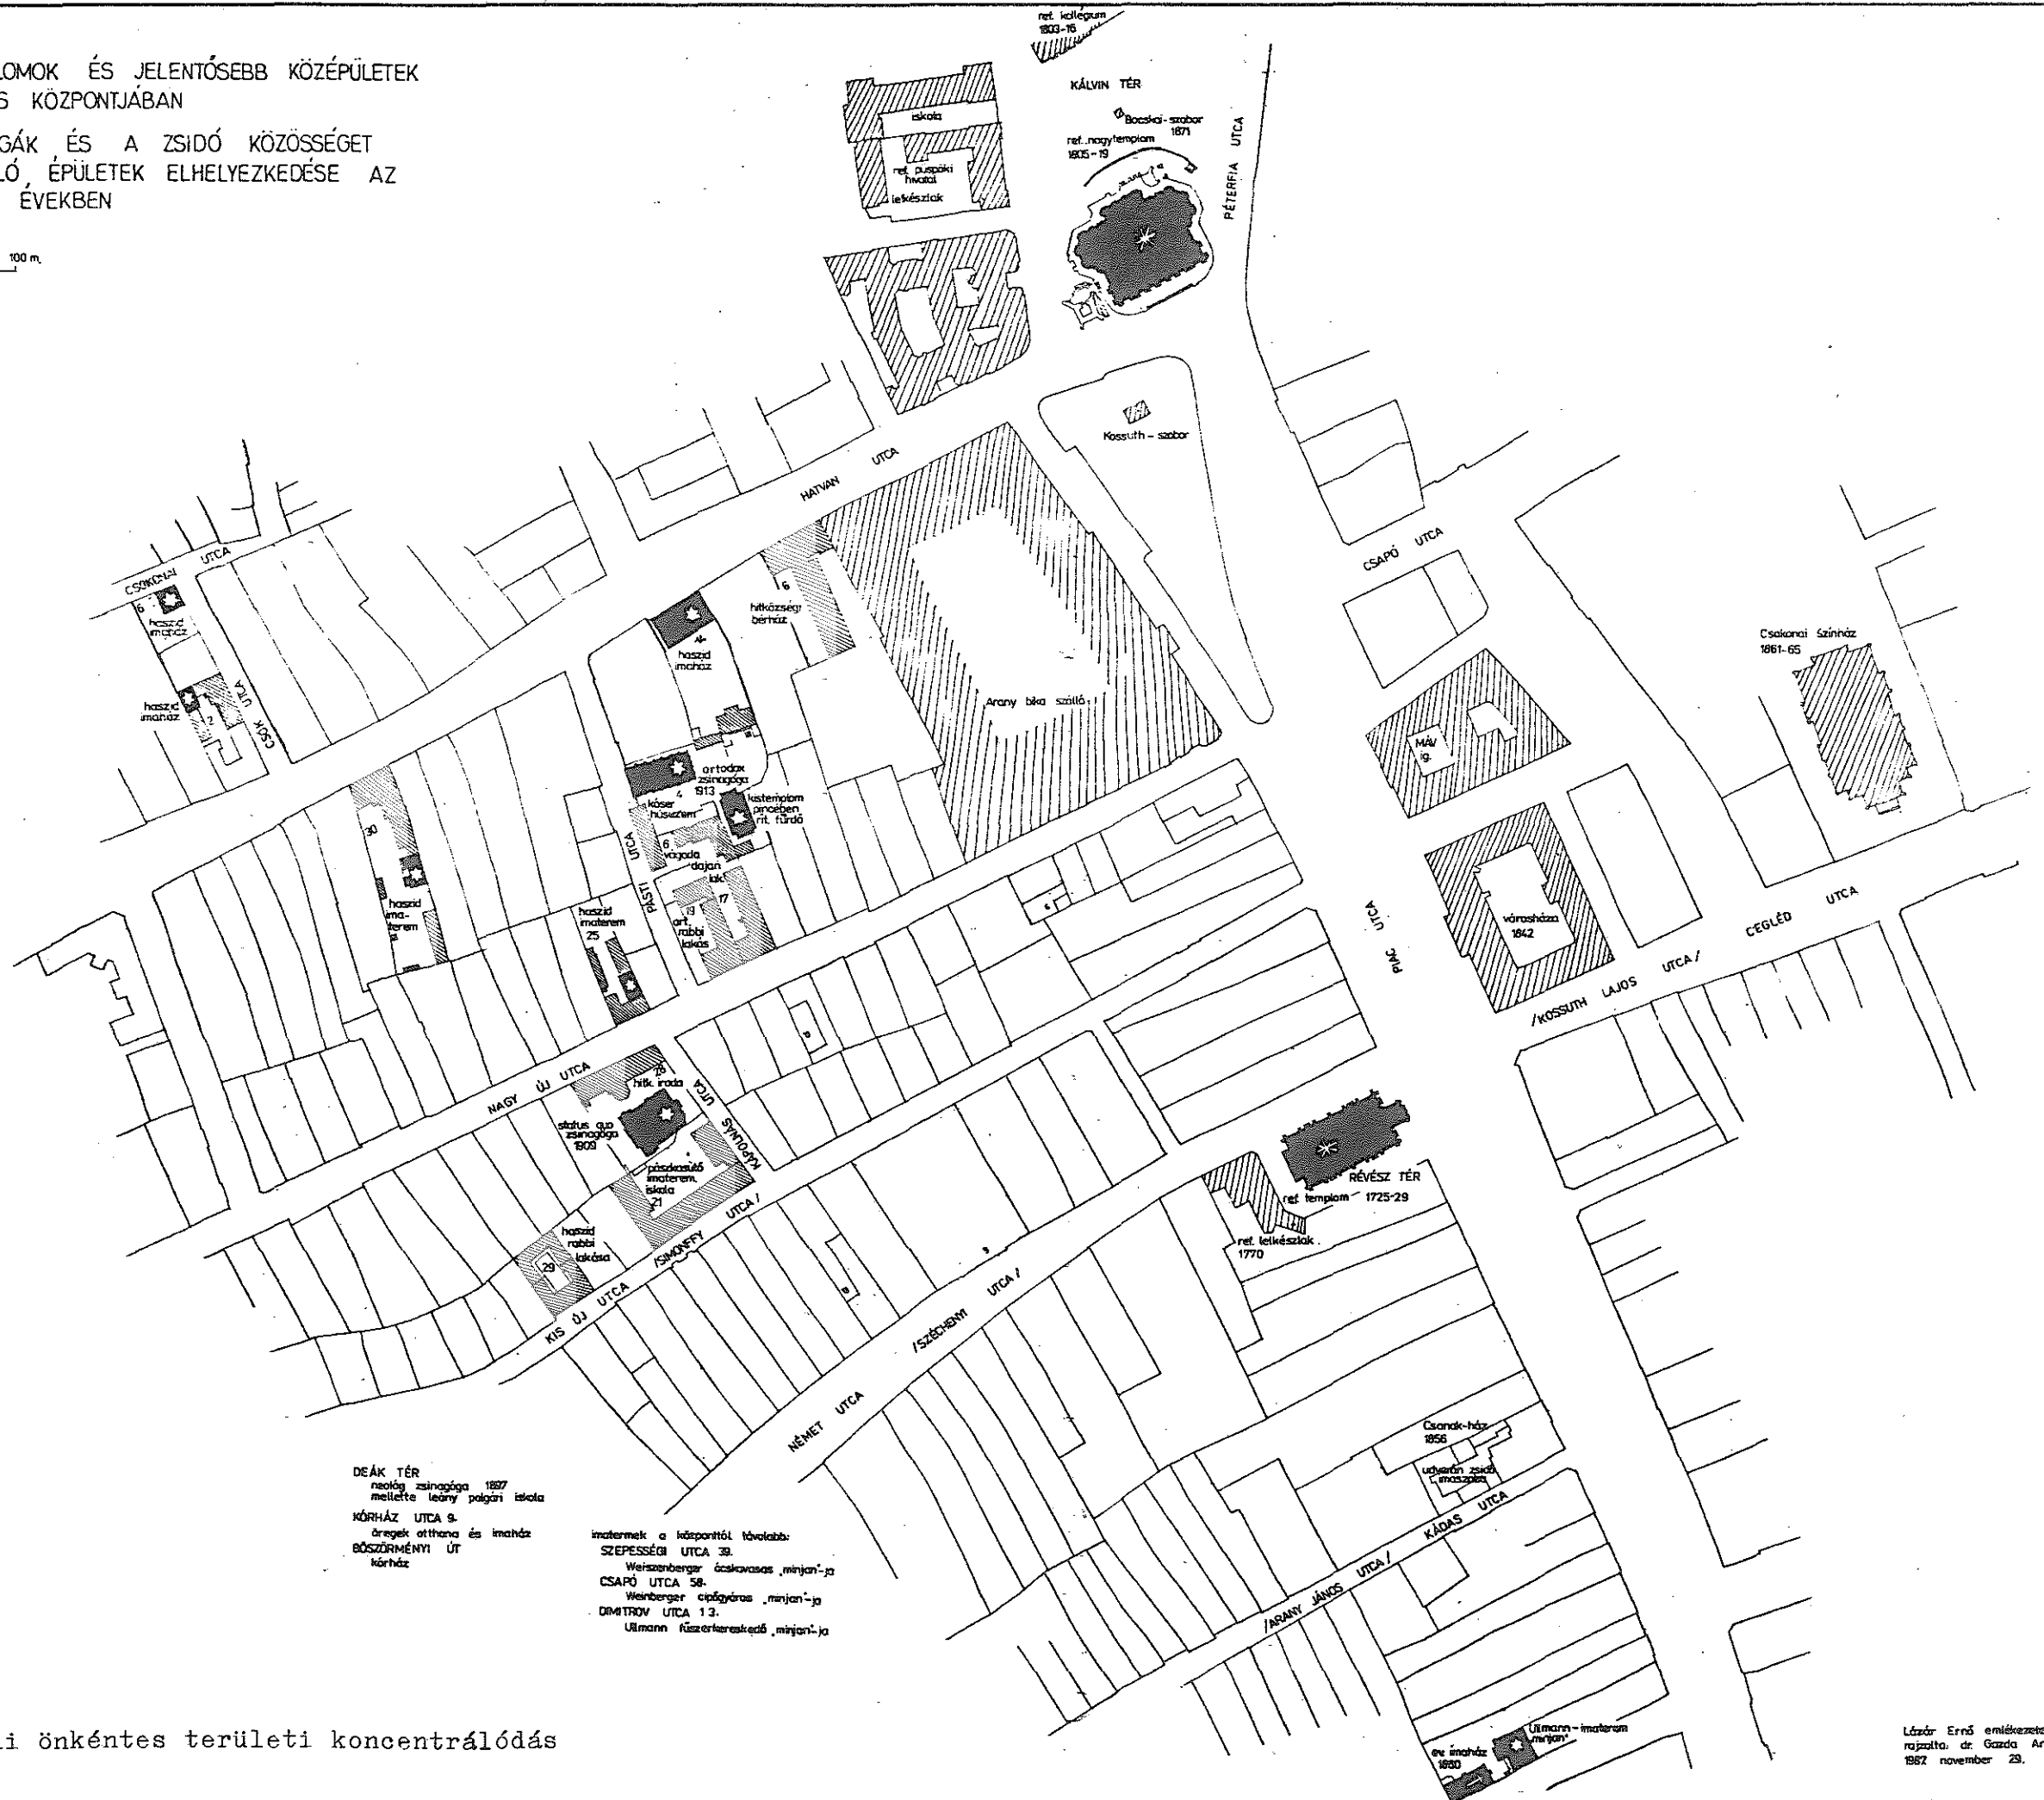 LOMOK ÉS JELENTŐSEBB KÖZÉPÜLETEK
S KÖZPONTJÁBAN
GÁK ÉS A ZSIDÓ KÖZÖSSÉGET
LÓ, ÉPÜLETEK ELHELYEZKEDÉSE AZ
ÉVEKBEN
100 m.
ref. kollégium
1803-16
KÁLVIN TÉR
Bocskai-szobor
1871
ref. nagytemplom
1805-19
PÉTERFIA UTCA
iskola
ref. püspöki
hivatal
lelkészlak
Kossuth-szobor
HATVAN UTCA
CSAPÓ UTCA
Csokonai Színház
1861-65
CSOKONAI UTCA
6
haszid
imaház
haszid
imaház
2
CSÓK UTCA
6
hitközségi
bérház
haszid
imaház
Arany bika szálló
MÁV
ig.
ortodox
zsinagóga
1913
4
kóser
húsüzem
kistemplom
pincében
rit. fürdő
6
vágoda
dajan
lak.
17
19
ort.
rabbi
lakás
PÁSTI UTCA
30
haszid
ima-
terem
haszid
imaterem
25
PIAC UTCA
városháza
1842
/KOSSUTH LAJOS UTCA/ CEGLÉD UTCA
NAGY ÚJ UTCA
28
hitk. iroda
status quo
zsinagóga
1909
KÁPOLNÁS UTCA
pászkasütő
imaterem,
iskola
21
haszid
rabbi
lakása
29
KIS ÚJ UTCA /SIMONFFY UTCA/
RÉVÉSZ TÉR
ref. templom 1725-29
ref. lelkészlak
1770
NÉMET UTCA /SZÉCHENYI UTCA/
Csanak-ház
1856
udvarán zsidó
imaszoba
/ARANY JÁNOS UTCA/ KÁDAS UTCA
DEÁK TÉR
neológ zsinagóga 1897
mellette leány polgári iskola
KÓRHÁZ UTCA 9.
öregek otthona és imaház
BÖSZÖRMÉNYI ÚT
kórház
imatermek a központtól távolabb:
SZEPESSÉGI UTCA 39.
Weiszenberger ócskavasas „minjan"-ja
CSAPÓ UTCA 58.
Weinberger cipőgyáros „minjan"-ja
DIMITROV UTCA 13.
Ullmann fűszerkereskedő „minjan"-ja
Ullmann-imaterem
„minjan"
ev. imaház
1890
li önkéntes területi koncentrálódás
Lázár Ernő emlékezete
rajzolta: dr. Gazda An
1987. november 29.